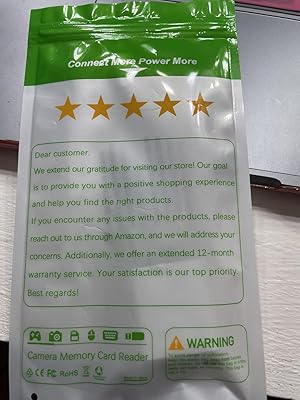 Connect More Power More
Dear customer,
We extend our gratitude for visiting our store! Our goal
is to provide you with a positive shopping experience
and help you find the right products.
If you encounter any issues with the products, please
reach out to us through Amazon, and we will address your
concerns. Additionally, we offer an extended 12-month
warranty service. Your satisfaction is our top priority.
Best regards!
Camera Memory Card Reader
CE FC RoHS
WARNING